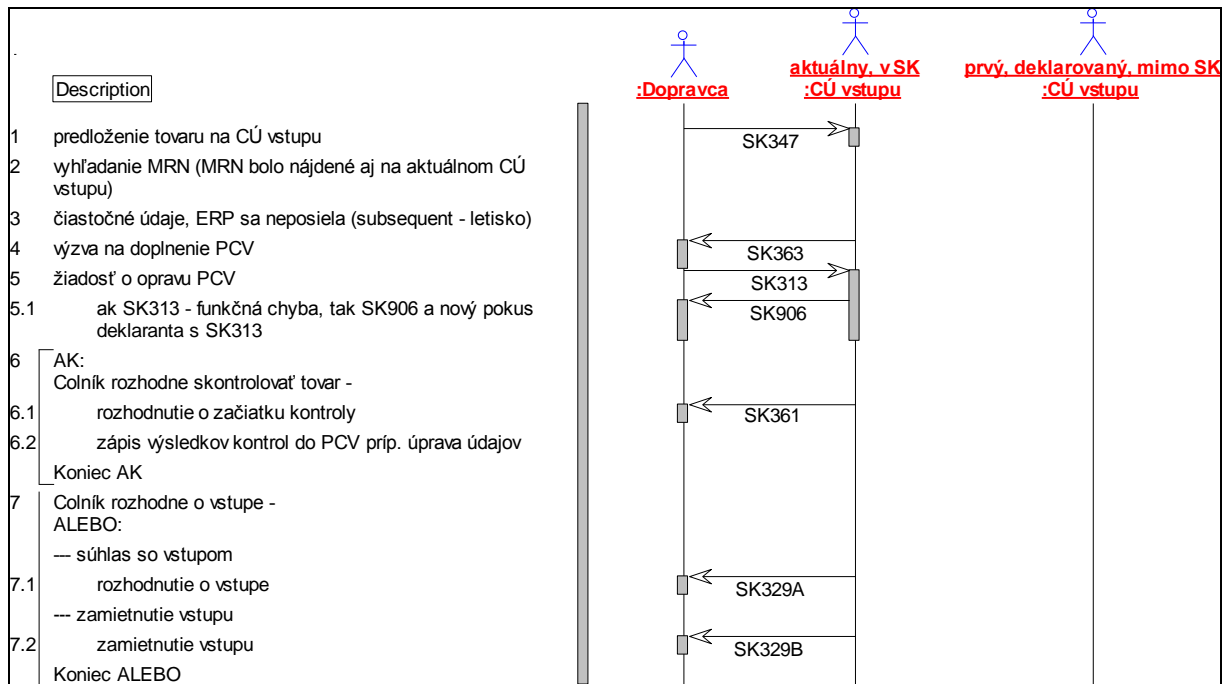 aktuálny, v SK
prvý, deklarovaný, mimo SK
Description
:Dopravca
:CÚ vstupu
:CÚ vstupu
1 predloženie tovaru na CÚ vstupu
SK347
2 vyhľadanie MRN (MRN bolo nájdené aj na aktuálnom CÚ
vstupu)
3 čiastočné údaje, ERP sa neposiela (subsequent - letisko)
4 výzva na doplnenie PCV
SK363
5 žiadosť o opravu PCV
SK313
5.1 ak SK313 - funkčná chyba, tak SK906 a nový pokus
deklaranta s SK313
SK906
6 AK:
Colník rozhodne skontrolovať tovar -
6.1 rozhodnutie o začiatku kontroly
SK361
6.2 zápis výsledkov kontrol do PCV príp. úprava údajov
Koniec AK
7 Colník rozhodne o vstupe -
ALEBO:
--- súhlas so vstupom
7.1 rozhodnutie o vstupe
SK329A
--- zamietnutie vstupu
7.2 zamietnutie vstupu
SK329B
Koniec ALEBO